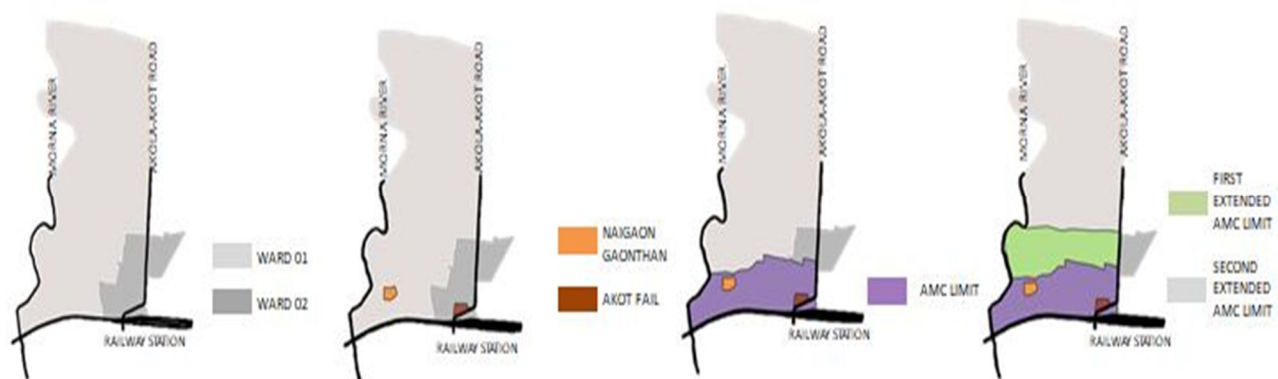 MORNA RIVER
AKOLA-AKOT ROAD
WARD 01
WARD 02
RAILWAY STATION
MORNA RIVER
AKOLA-AKOT ROAD
NAIGAON
GAONTHAN
AKOT FAIL
RAILWAY STATION
MORNA RIVER
AKOLA-AKOT ROAD
AMC LIMIT
RAILWAY STATION
MORNA RIVER
AKOLA-AKOT ROAD
FIRST
EXTENDED
AMC LIMIT
SECOND
EXTENDED
AMC LIMIT
RAILWAY STATION